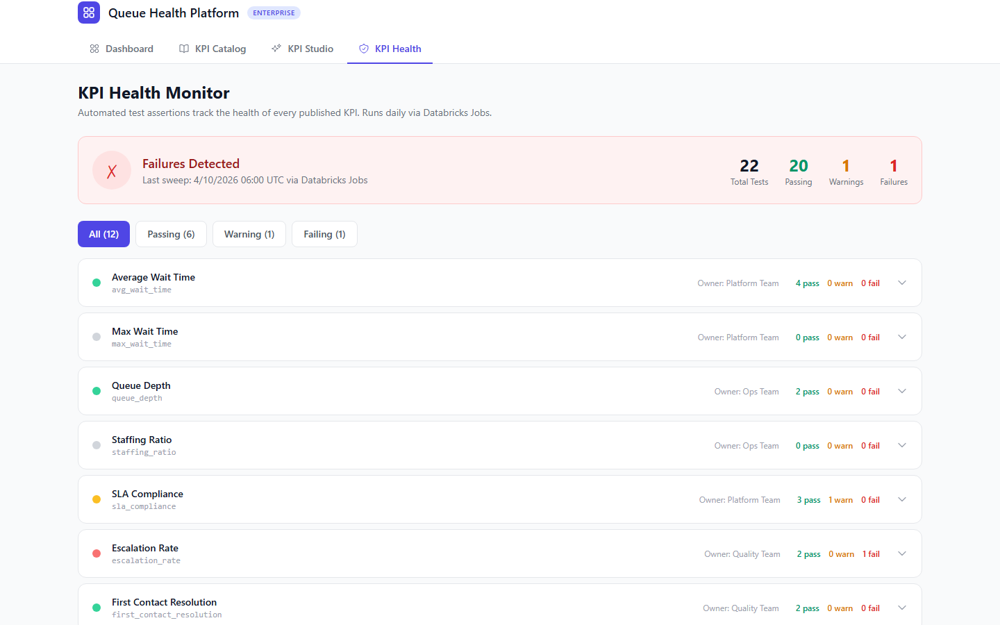 Queue Health Platform ENTERPRISE
Dashboard KPI Catalog KPI Studio KPI Health
KPI Health Monitor
Automated test assertions track the health of every published KPI. Runs daily via Databricks Jobs.
Failures Detected
Last sweep: 4/10/2026 06:00 UTC via Databricks Jobs
22 20 1 1
Total Tests Passing Warnings Failures
All (12) Passing (6) Warning (1) Failing (1)
Average Wait Time
avg_wait_time
Owner: Platform Team 4 pass 0 warn 0 fail
Max Wait Time
max_wait_time
Owner: Platform Team 0 pass 0 warn 0 fail
Queue Depth
queue_depth
Owner: Ops Team 2 pass 0 warn 0 fail
Staffing Ratio
staffing_ratio
Owner: Ops Team 0 pass 0 warn 0 fail
SLA Compliance
sla_compliance
Owner: Platform Team 3 pass 1 warn 0 fail
Escalation Rate
escalation_rate
Owner: Quality Team 2 pass 0 warn 1 fail
First Contact Resolution
first_contact_resolution
Owner: Quality Team 2 pass 0 warn 0 fail